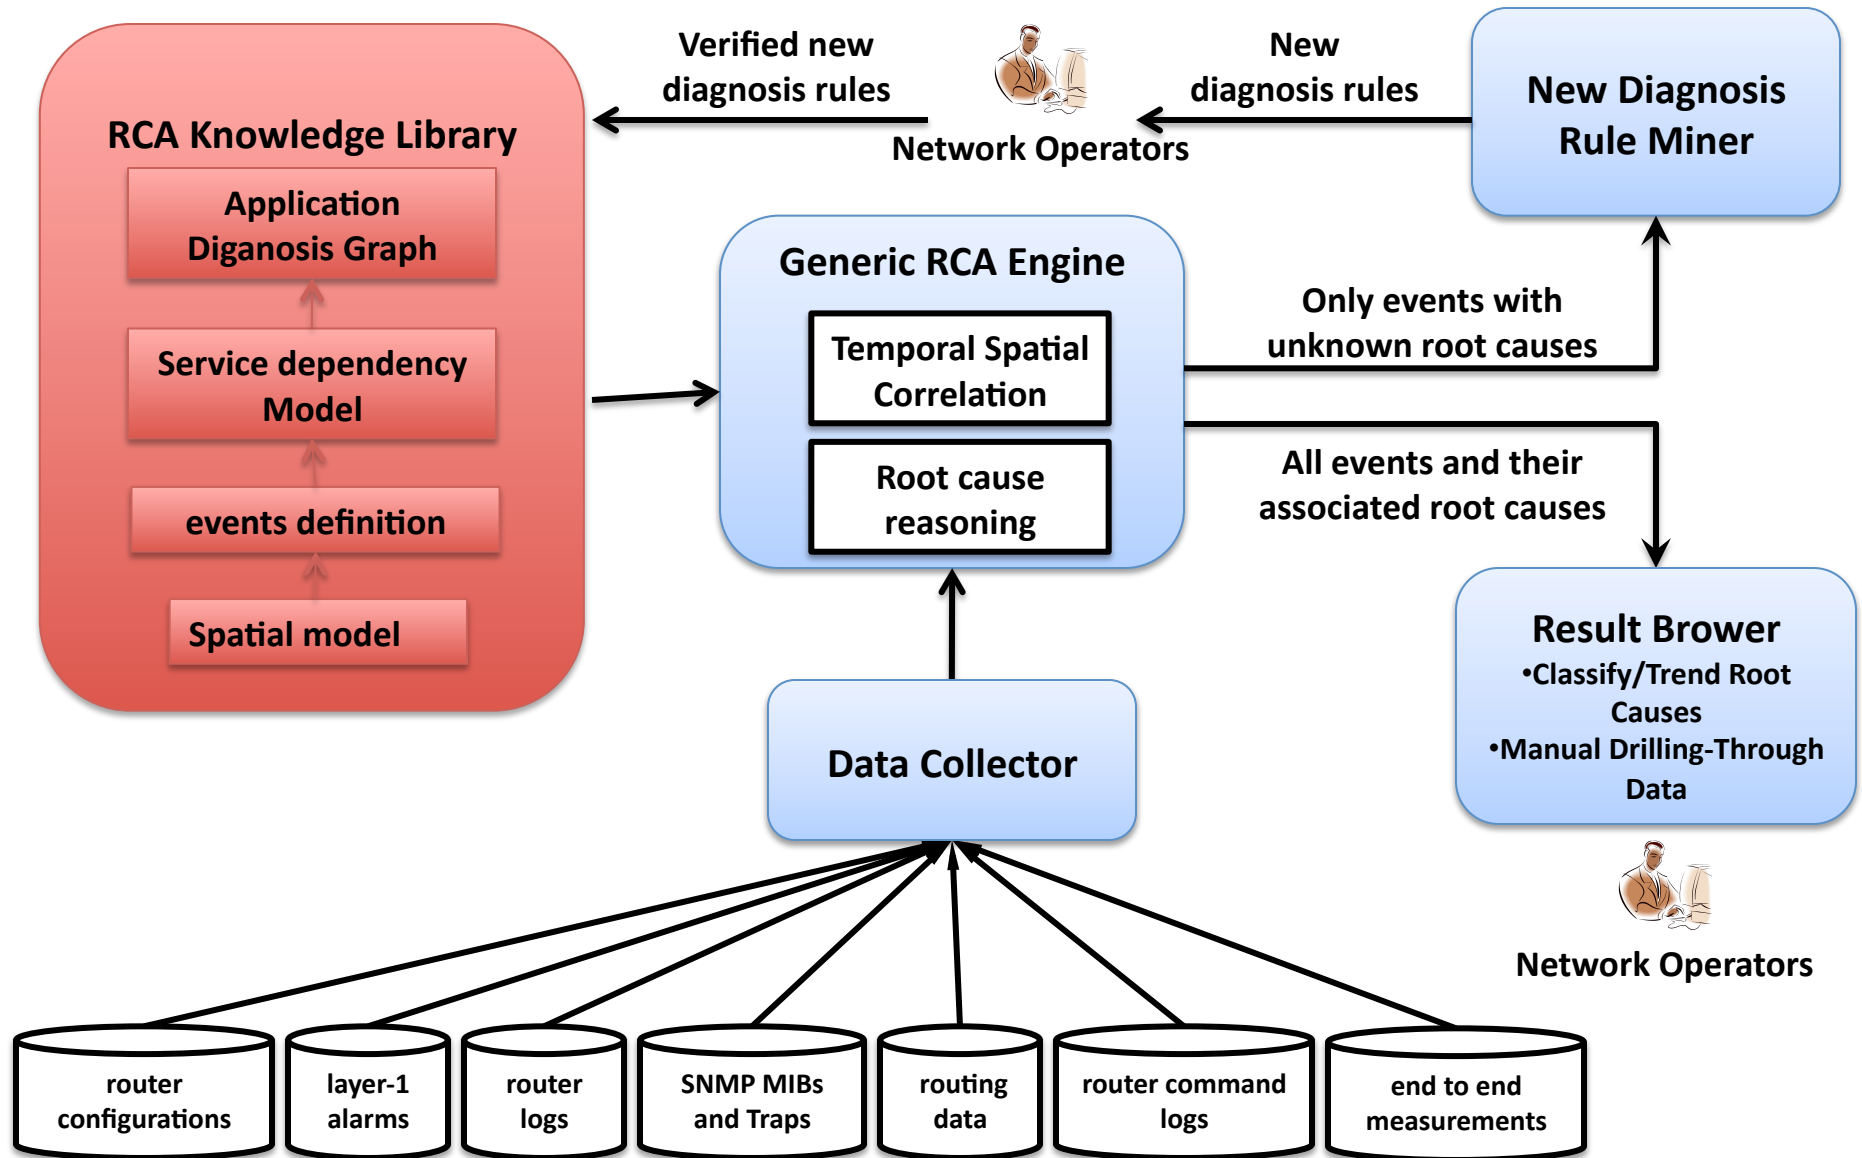 Verified new
diagnosis rules
New
diagnosis rules
Network Operators
New Diagnosis
Rule Miner
RCA Knowledge Library
Application
Diganosis Graph
Service dependency
Model
events definition
Spatial model
Generic RCA Engine
Temporal Spatial
Correlation
Root cause
reasoning
Only events with
unknown root causes
All events and their
associated root causes
Result Brower
•Classify/Trend Root
Causes
•Manual Drilling-Through
Data
Network Operators
Data Collector
router
configurations
layer-1
alarms
router
logs
SNMP MIBs
and Traps
routing
data
router command
logs
end to end
measurements